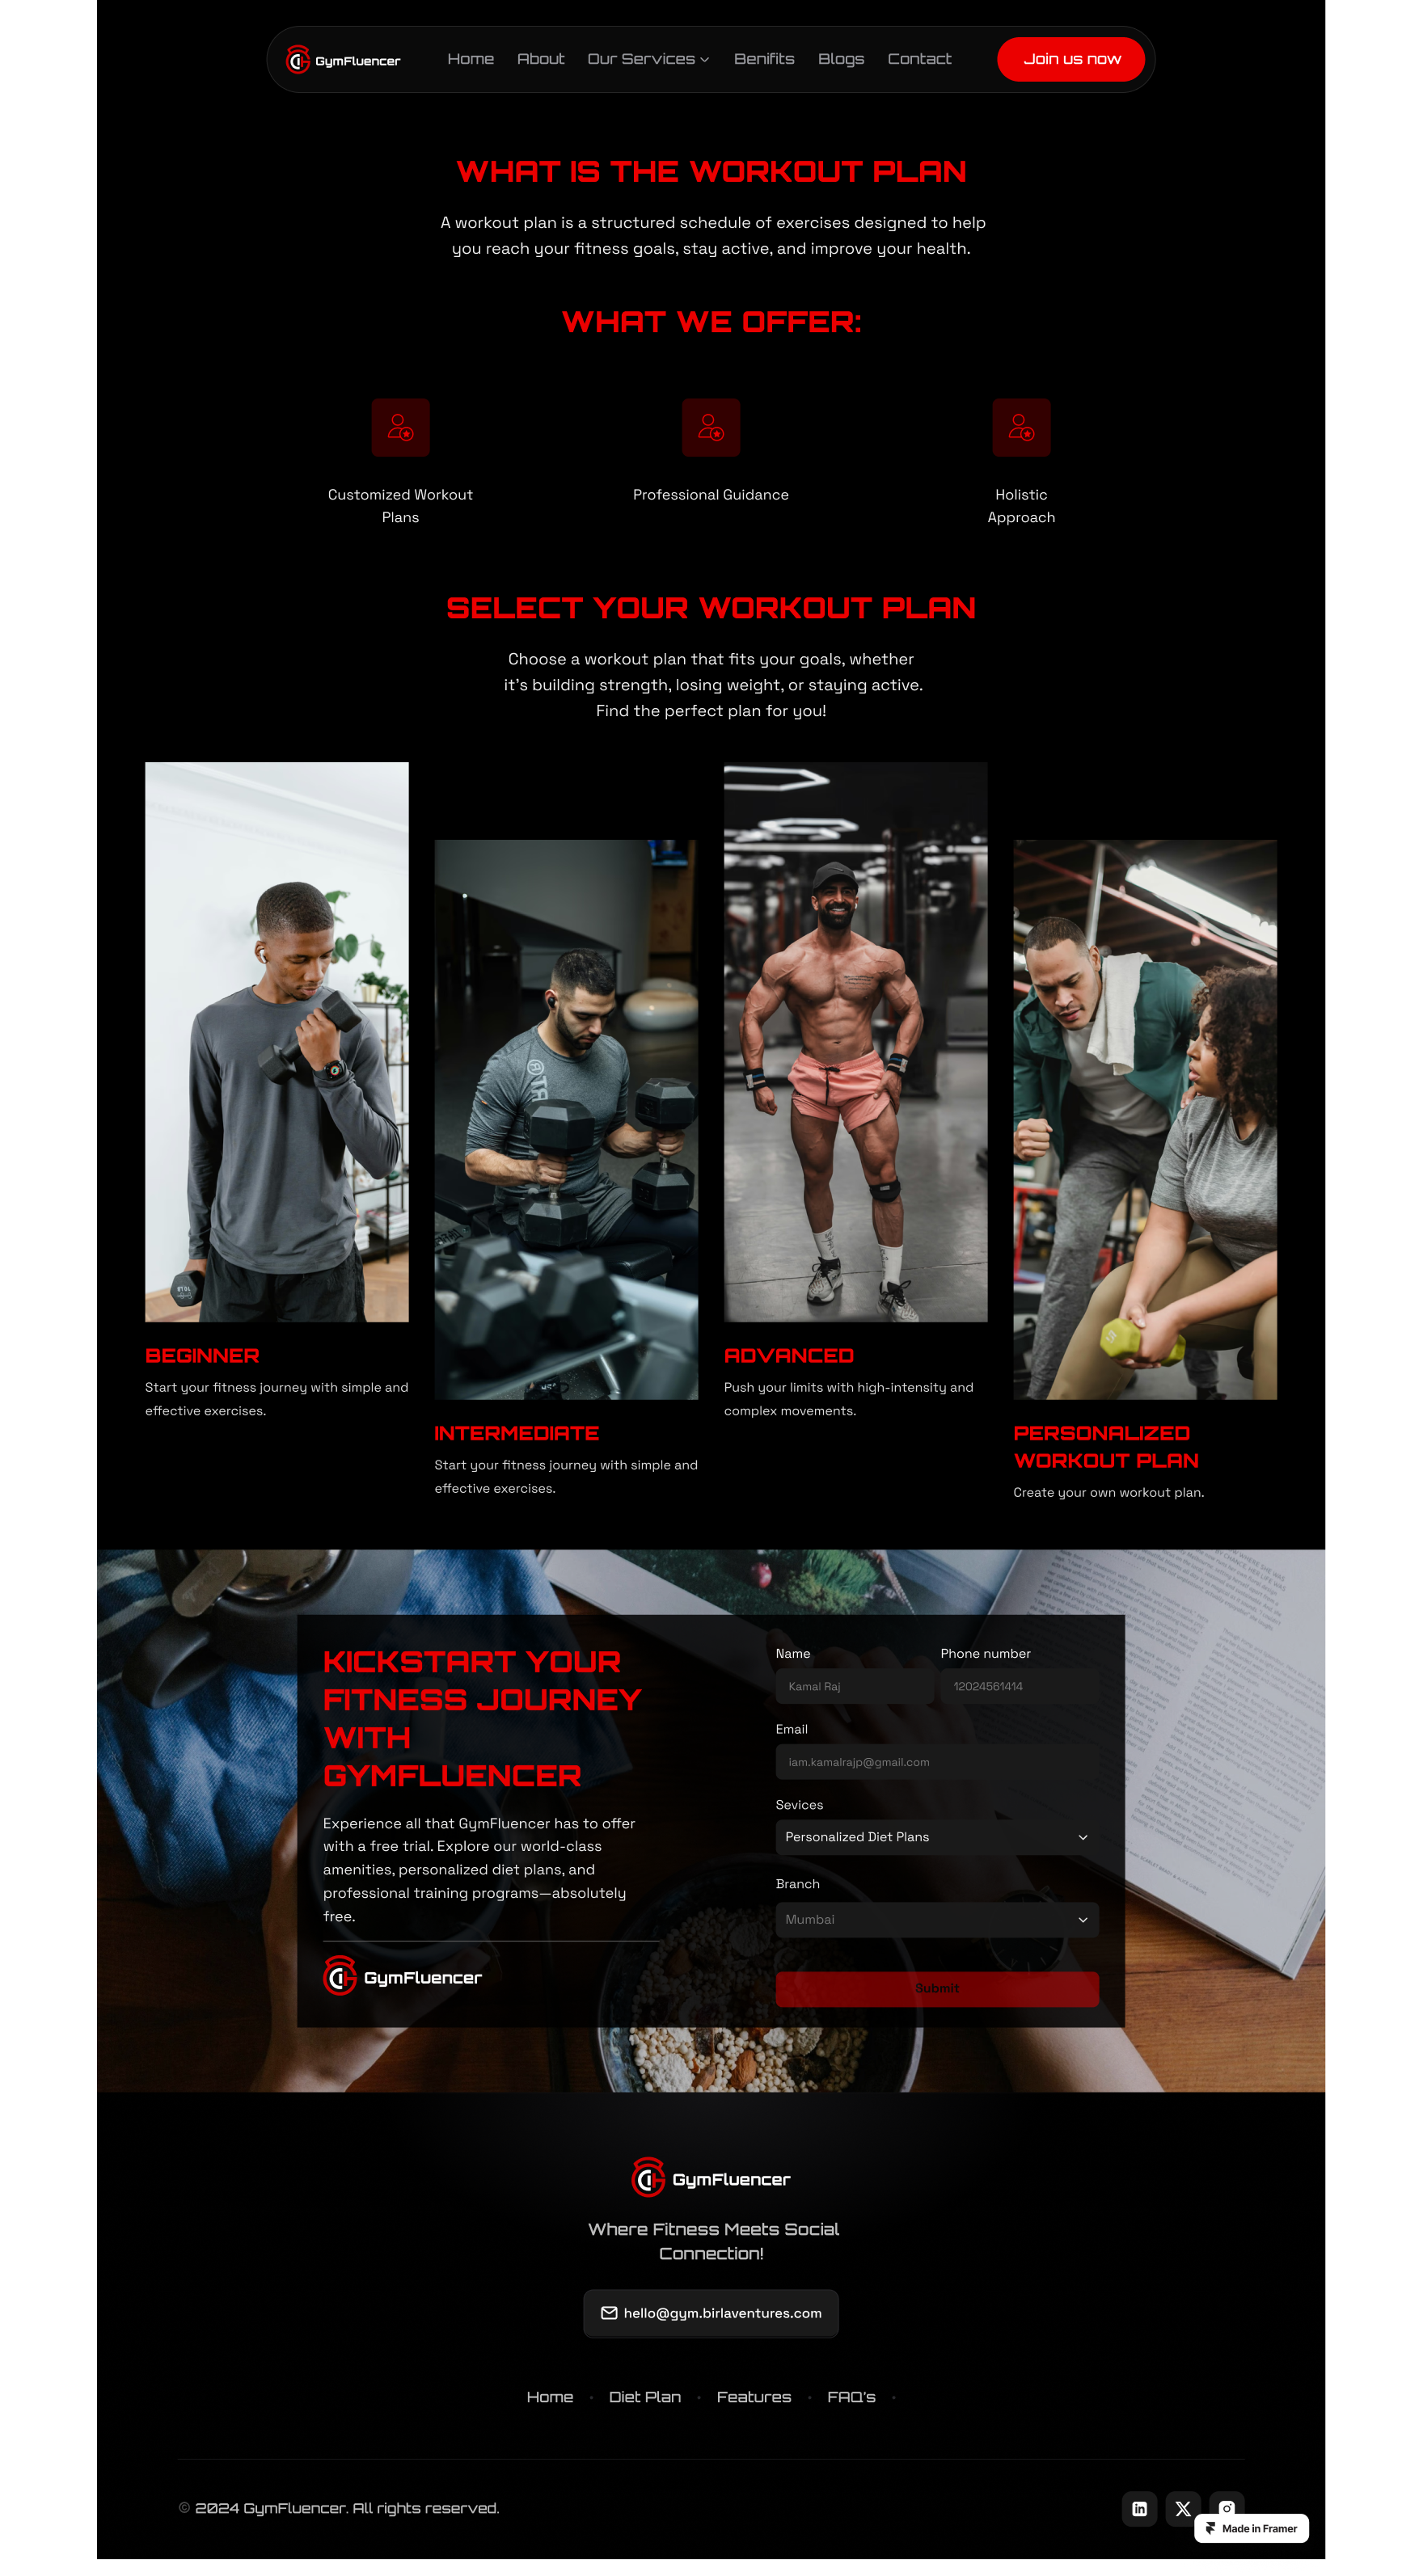 GymFluencer
Home
About
Our Services
Benifits
Blogs
Contact
Join us now
WHAT IS THE WORKOUT PLAN
A workout plan is a structured schedule of exercises designed to help
you reach your fitness goals, stay active, and improve your health.
WHAT WE OFFER:
Customized Workout
Plans
Professional Guidance
Holistic
Approach
SELECT YOUR WORKOUT PLAN
Choose a workout plan that fits your goals, whether
it's building strength, losing weight, or staying active.
Find the perfect plan for you!
BEGINNER
Start your fitness journey with simple and
effective exercises.
INTERMEDIATE
Start your fitness journey with simple and
effective exercises.
ADVANCED
Push your limits with high-intensity and
complex movements.
PERSONALIZED
WORKOUT PLAN
Create your own workout plan.
KICKSTART YOUR
FITNESS JOURNEY
WITH
GYMFLUENCER
Experience all that GymFluencer has to offer
with a free trial. Explore our world-class
amenities, personalized diet plans, and
professional training programs—absolutely
free.
GymFluencer
Name
Phone number
Kamal Raj
12024561414
Email
iam.kamalrajp@gmail.com
Sevices
Personalized Diet Plans
Branch
Mumbai
Submit
GymFluencer
Where Fitness Meets Social
Connection!
hello@gym.birlaventures.com
Home • Diet Plan • Features • FAQ's •
© 2024 GymFluencer. All rights reserved.
Made in Framer